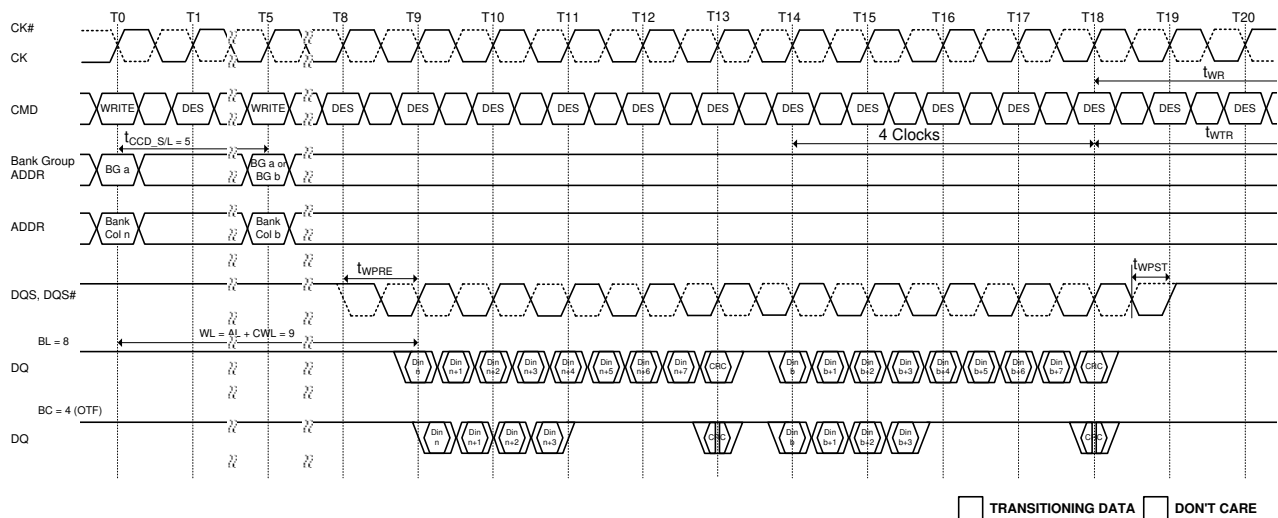 T0 T1 T5 T8 T9 T10 T11 T12 T13 T14 T15 T16 T17 T18 T19 T20
CK#
CK
tWR
CMD WRITE DES WRITE DES DES DES DES DES DES DES DES DES DES DES DES DES
tCCD_S/L = 5
4 Clocks
tWTR
Bank Group
ADDR
BG a
BG a or
BG b
ADDR
Bank
Col n
Bank
Col b
tWPRE
tWPST
DQS, DQS#
WL = AL + CWL = 9
BL = 8
DQ
Din Din Din Din Din Din Din Din CRC Din Din Din Din Din Din Din Din CRC
n n+1 n+2 n+3 n+4 n+5 n+6 n+7 b b+1 b+2 b+3 b+4 b+5 b+6 b+7
BC = 4 (OTF)
DQ
Din Din Din Din CRC Din Din Din Din CRC
n n+1 n+2 n+3 b b+1 b+2 b+3
TRANSITIONING DATA DON'T CARE